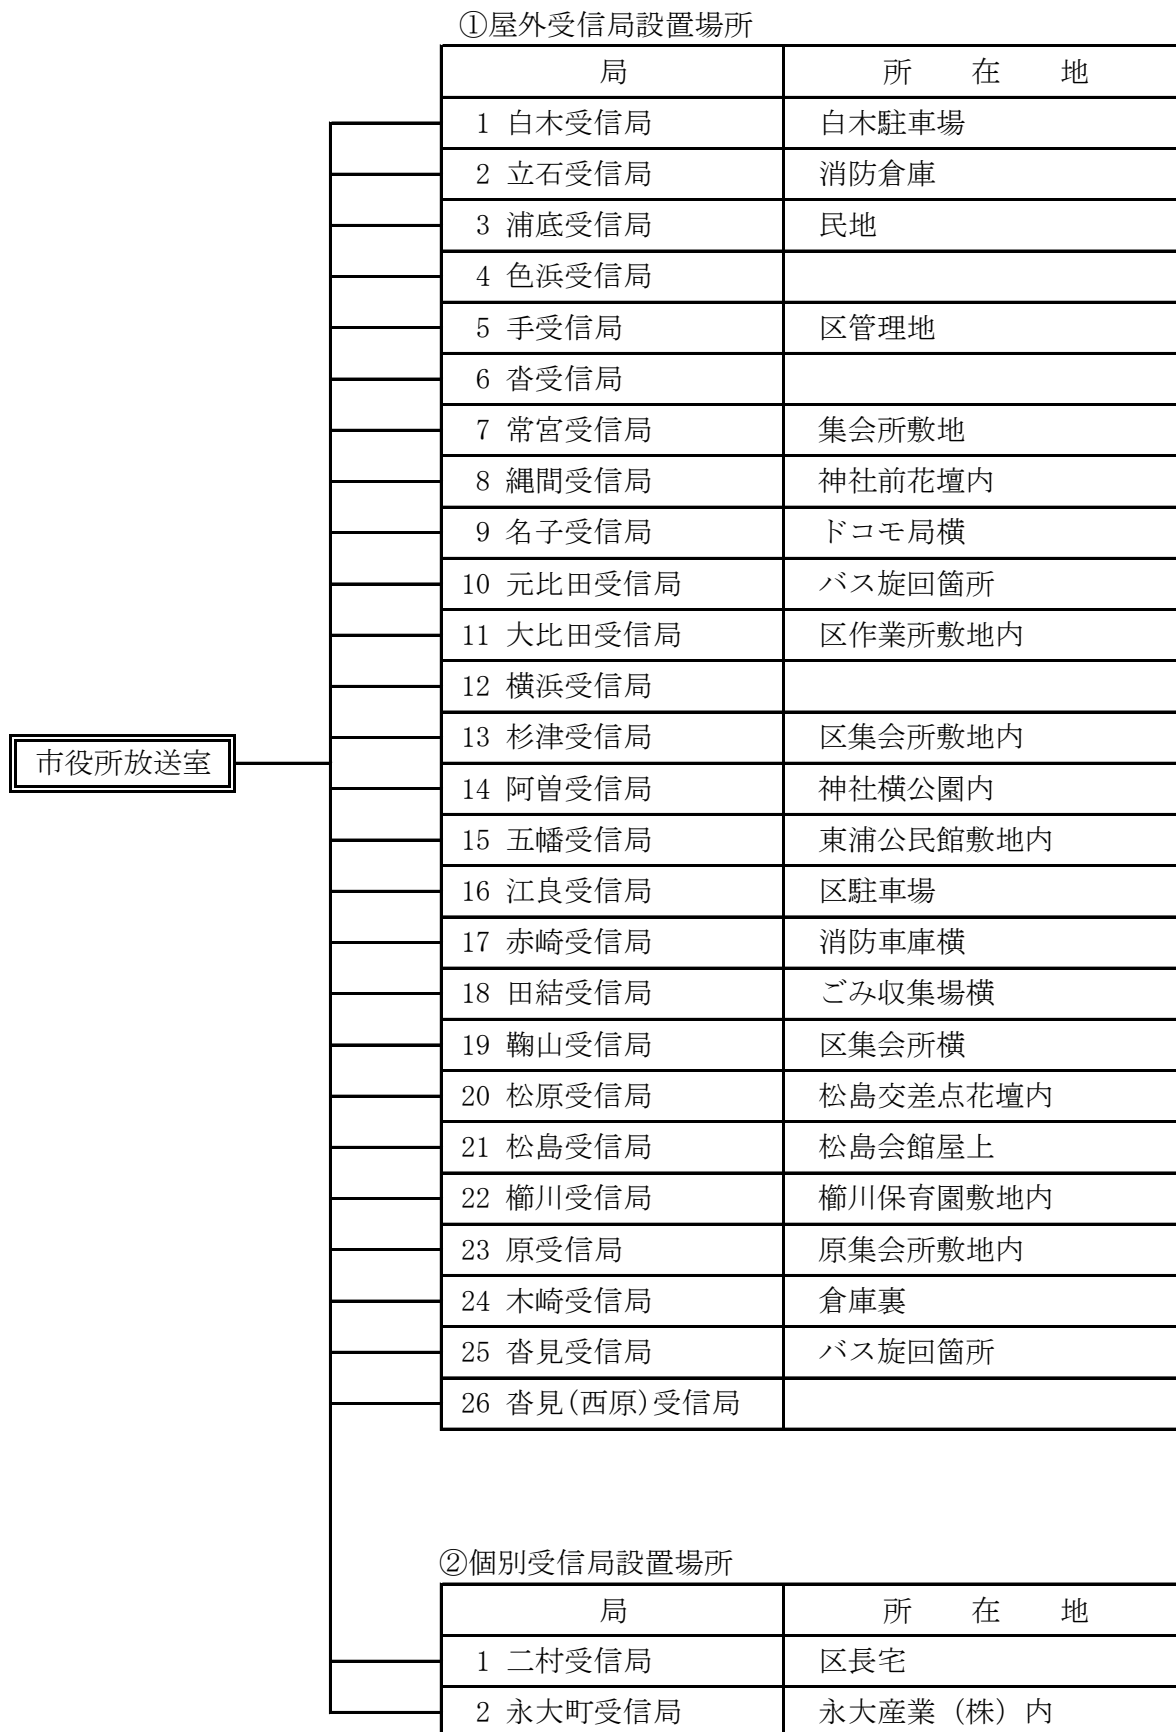 ①屋外受信局設置場所
局 所 在 地
1 白木受信局 白木駐車場
2 立石受信局 消防倉庫
3 浦底受信局 民地
4 色浜受信局
5 手受信局 区管理地
6 沓受信局
7 常宮受信局 集会所敷地
8 縄間受信局 神社前花壇内
9 名子受信局 ドコモ局横
10 元比田受信局 バス旋回箇所
11 大比田受信局 区作業所敷地内
12 横浜受信局
13 杉津受信局 区集会所敷地内
市役所放送室
14 阿曽受信局 神社横公園内
15 五幡受信局 東浦公民館敷地内
16 江良受信局 区駐車場
17 赤崎受信局 消防車庫横
18 田結受信局 ごみ収集場横
19 鞠山受信局 区集会所横
20 松原受信局 松島交差点花壇内
21 松島受信局 松島会館屋上
22 櫛川受信局 櫛川保育園敷地内
23 原受信局 原集会所敷地内
24 木崎受信局 倉庫裏
25 沓見受信局 バス旋回箇所
26 沓見(西原)受信局
②個別受信局設置場所
局 所 在 地
1 二村受信局 区長宅
2 永大町受信局 永大産業（株）内